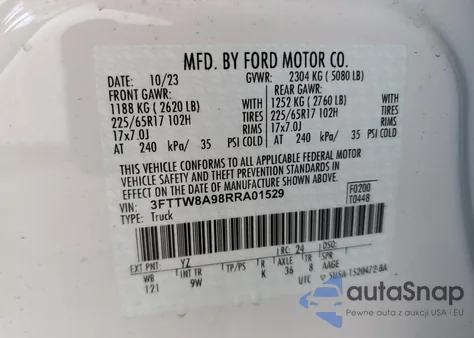 MFD. BY FORD MOTOR CO.
DATE: 10/23 GVWR: 2304 KG (5080 LB)
FRONT GAWR: REAR GAWR:
1188 KG (2620 LB) WITH 1252 KG (2760 LB) WITH
225/65R17 102H TIRES 225/65R17 102H TIRES
17x7.0J RIMS 17x7.0J RIMS
AT 240 kPa/ 35 PSI COLD AT 240 kPa/ 35 PSI COLD
THIS VEHICLE CONFORMS TO ALL APPLICABLE FEDERAL MOTOR
VEHICLE SAFETY AND THEFT PREVENTION STANDARDS IN
EFFECT ON THE DATE OF MANUFACTURE SHOWN ABOVE.
VIN: 3FTTW8A98RRA01529 F0200
TYPE: Truck T0448
EXT PNT: YZ RC: 24 DSO:
WB INT TR TP/PS R AXLE TR SPR
121 9W K 36 8 AAGE
UTC
autoSnap
Pewne auta z aukcji USA i EU